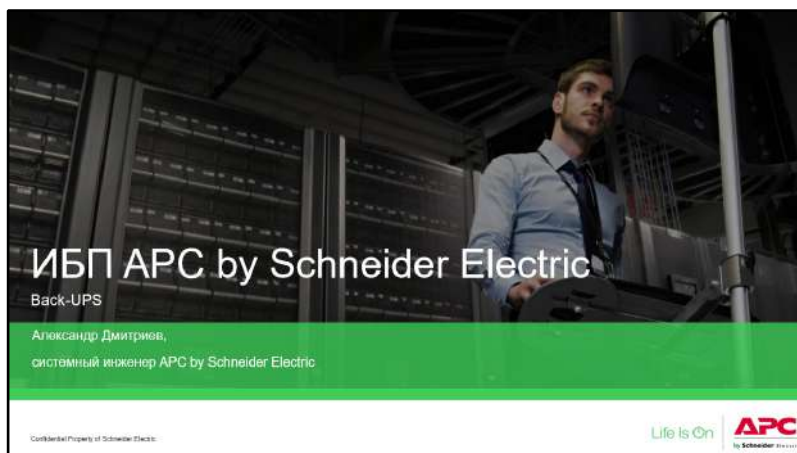 ИБП APC by Schneider Electric
Back-UPS
Александр Дмитриев,
системный инженер APC by Schneider Electric
Confidential Property of Schneider Electric
Life Is On
APC
by Schneider Electric